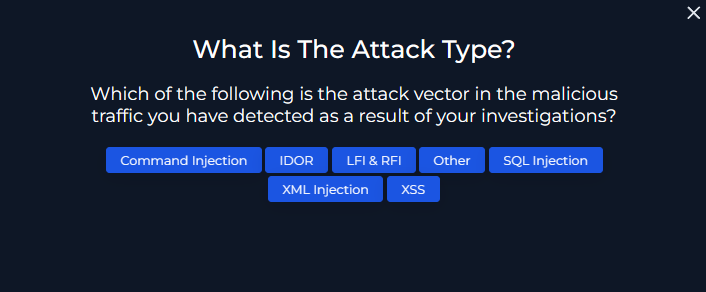 What Is The Attack Type?
Which of the following is the attack vector in the malicious
traffic you have detected as a result of your investigations?
Command Injection IDOR LFI & RFI Other SQL Injection
XML Injection XSS